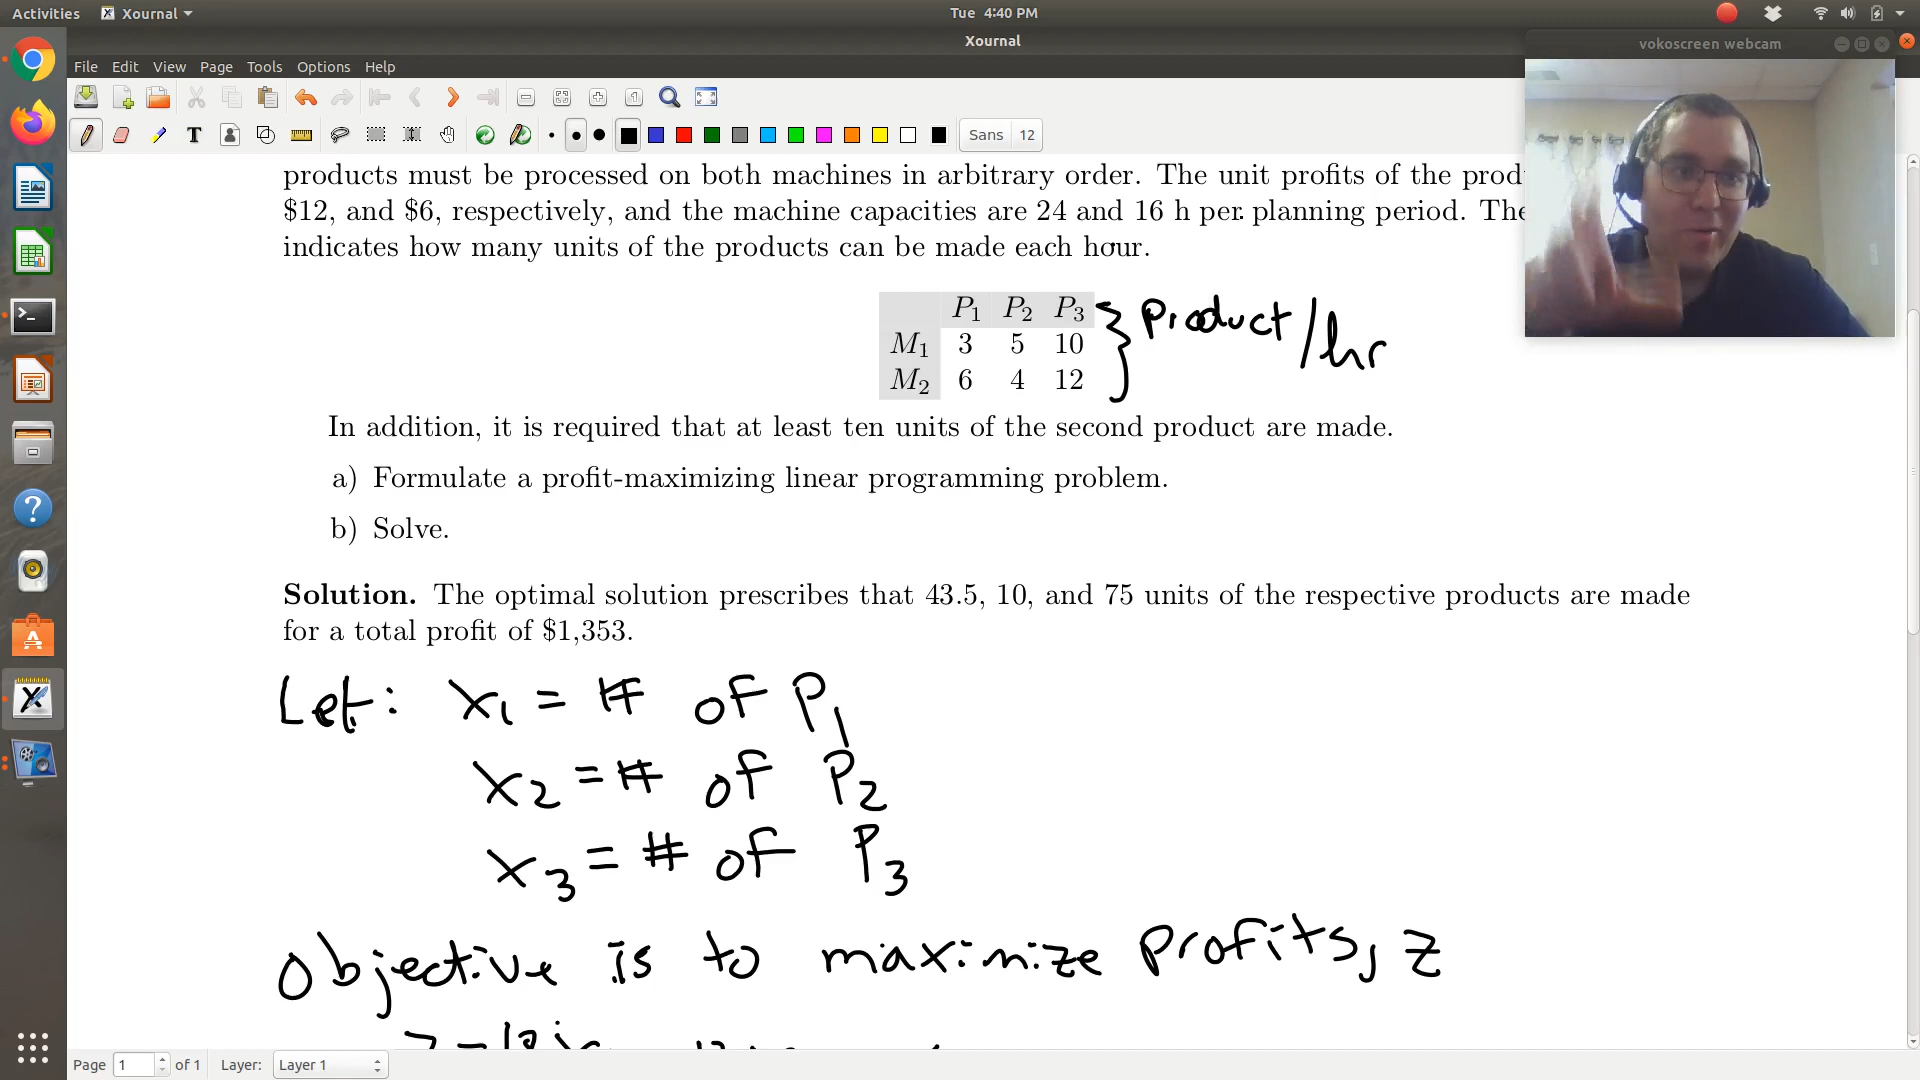 Activities Xournal Tue 4:40 PM
Xournal
vokoscreen webcam
File Edit View Page Tools Options Help
Sans 12
products must be processed on both machines in arbitrary order. The unit profits of the
$12, and $6, respectively, and the machine capacities are 24 and 16 h per planning period.
indicates how many units of the products can be made each hour.
P1 P2 P3
M1 3 5 10
M2 6 4 12
Product/hr
In addition, it is required that at least ten units of the second product are made.
a) Formulate a profit-maximizing linear programming problem.
b) Solve.
Solution. The optimal solution prescribes that 43.5, 10, and 75 units of the respective products are made
for a total profit of $1,353.
Let: x1 = # of P1
x2 = # of P2
x3 = # of P3
Objective is to maximize profits, z
Page 1 of 1 Layer: Layer 1